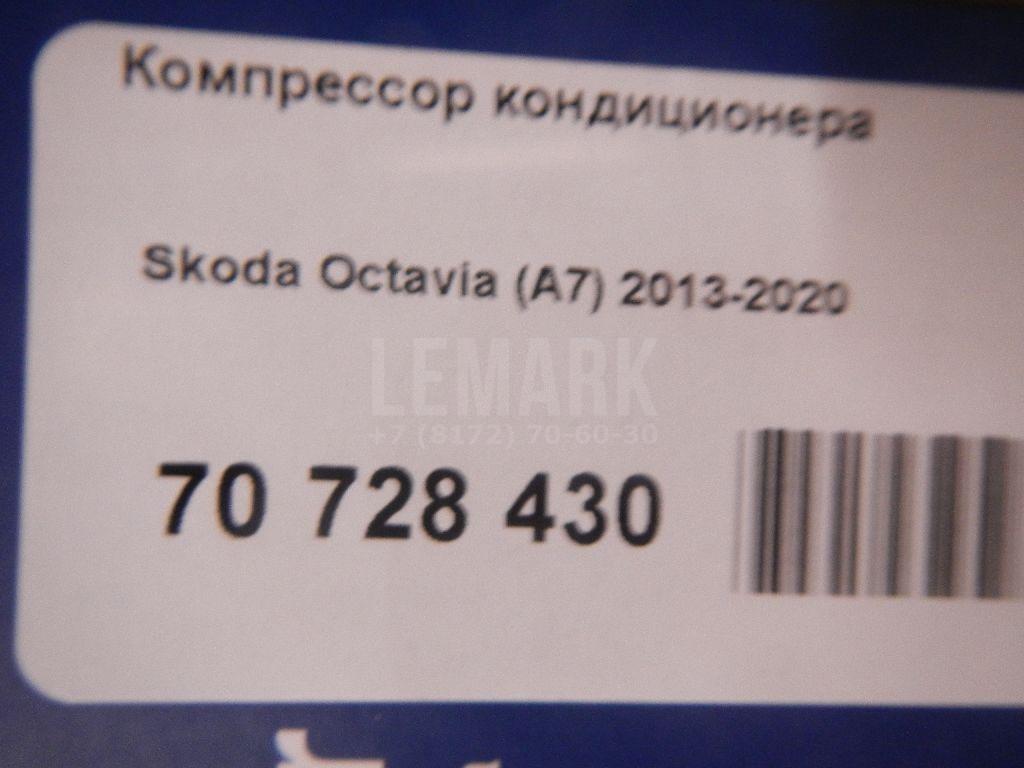 Компрессор кондиционера
Skoda Octavia (A7) 2013-2020
LEMARK
+7 (8172) 70-60-30
70 728 430